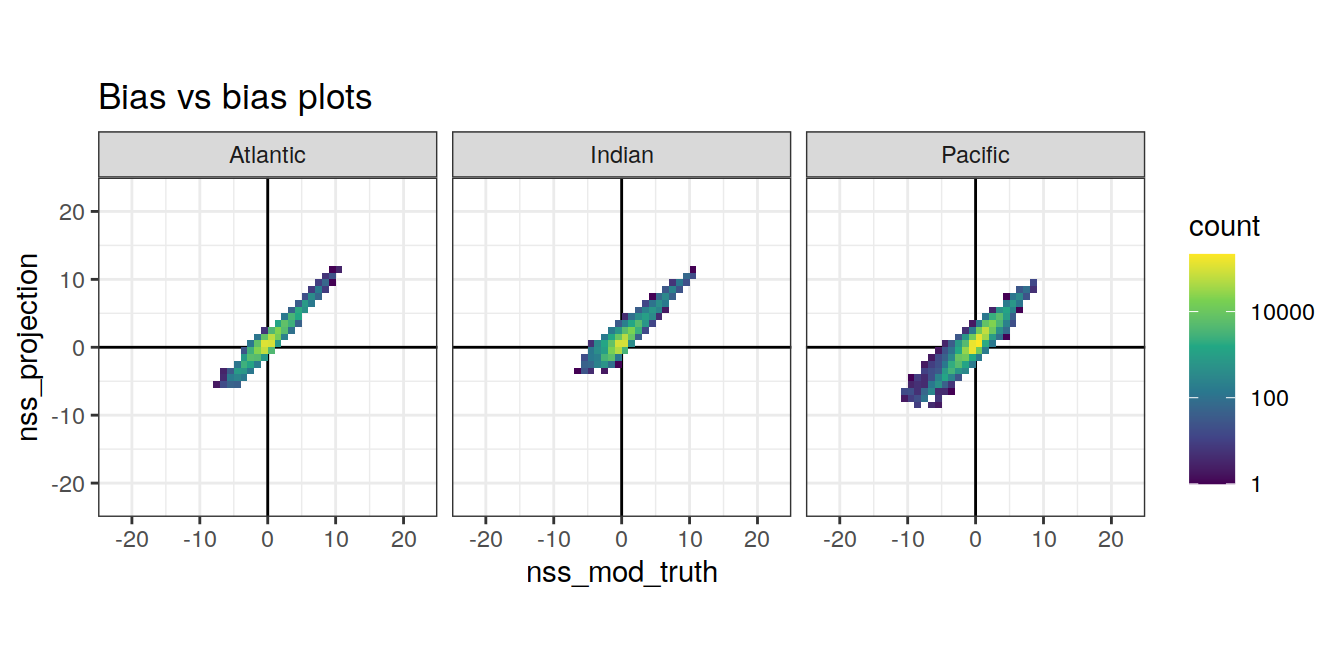 Bias vs bias plots
Atlantic Indian Pacific
nss_projection
20
10
0
-10
-20
-20 -10 0 10 20 -20 -10 0 10 20 -20 -10 0 10 20
nss_mod_truth
count
10000
100
1